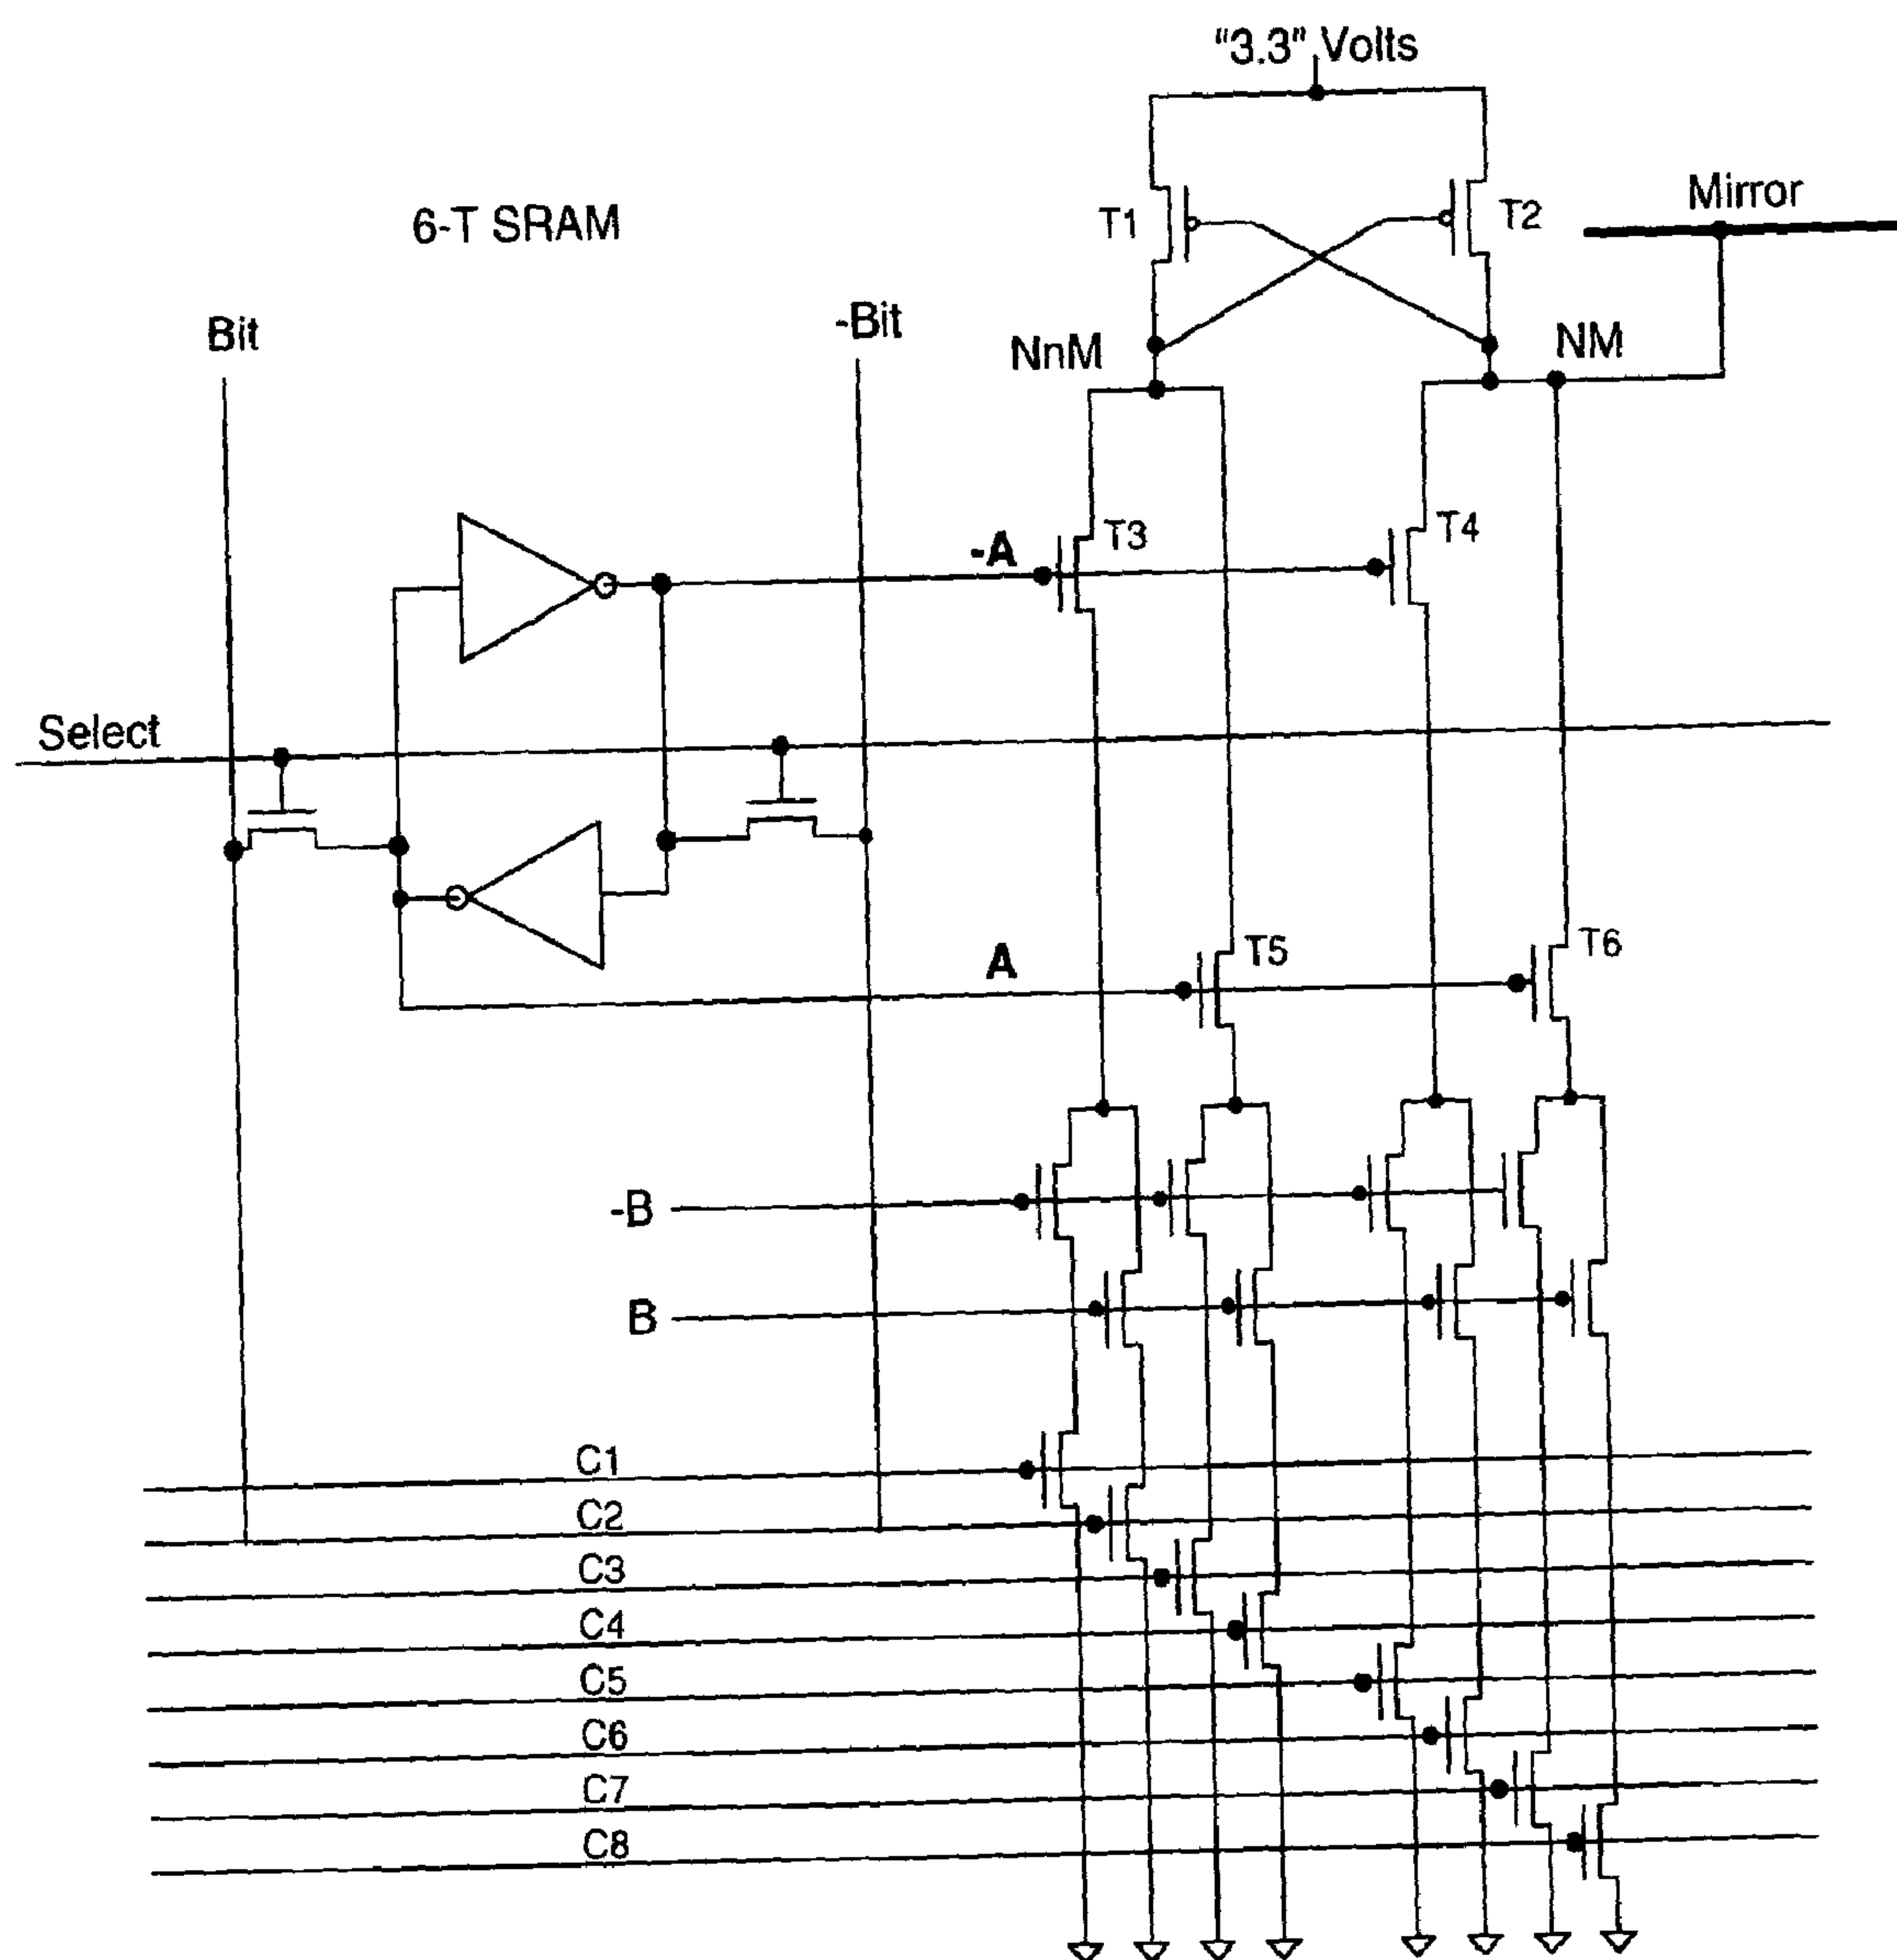 "3.3" Volts
6-T SRAM
T1
T2
Mirror
Bit
-Bit
NnM
NM
-A
T3
T4
Select
A
T5
T6
-B
B
C1
C2
C3
C4
C5
C6
C7
C8